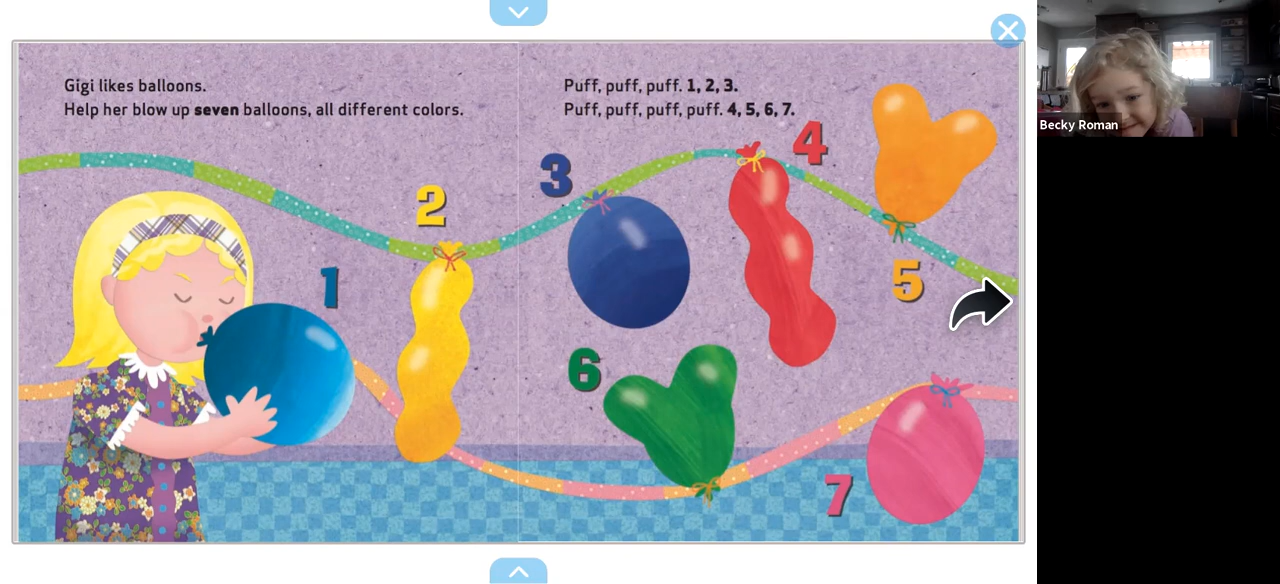 Gigi likes balloons.
Help her blow up seven balloons, all different colors.
Puff, puff, puff. 1, 2, 3.
Puff, puff, puff, puff. 4, 5, 6, 7.
1
2
3
4
5
6
7
Becky Roman